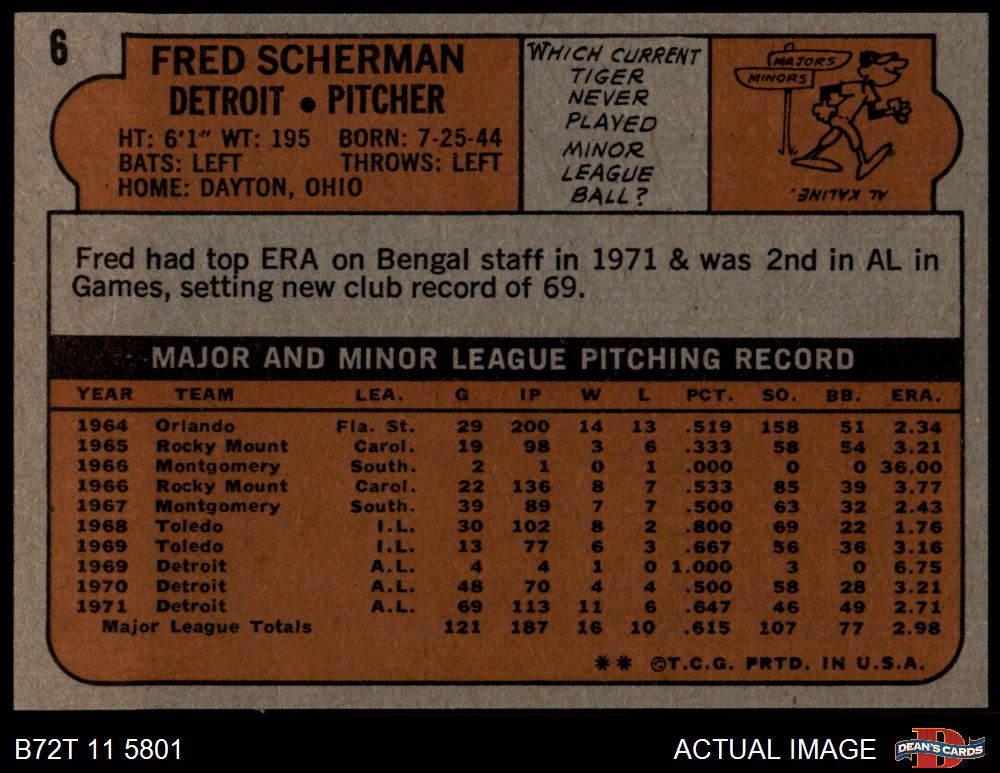 6
FRED SCHERMAN
DETROIT • PITCHER
HT: 6'1" WT: 195 BORN: 7-25-44
BATS: LEFT THROWS: LEFT
HOME: DAYTON, OHIO
WHICH CURRENT
TIGER
NEVER
PLAYED
MINOR
LEAGUE
BALL?
MAJORS
MINORS
AL KALINE.
Fred had top ERA on Bengal staff in 1971 & was 2nd in AL in
Games, setting new club record of 69.
MAJOR AND MINOR LEAGUE PITCHING RECORD
YEAR TEAM LEA. G IP W L PCT. SO. BB. ERA.
1964 Orlando Fla. St. 29 200 14 13 .519 158 51 2.34
1965 Rocky Mount Carol. 19 98 3 6 .333 58 54 3.21
1966 Montgomery South. 2 1 0 1 .000 0 0 36.00
1966 Rocky Mount Carol. 22 136 8 7 .533 85 39 3.77
1967 Montgomery South. 39 89 7 7 .500 63 32 2.43
1968 Toledo I.L. 30 102 8 2 .800 69 22 1.76
1969 Toledo I.L. 13 77 6 3 .667 56 36 3.16
1969 Detroit A.L. 4 4 1 0 1.000 3 0 6.75
1970 Detroit A.L. 48 70 4 4 .500 58 28 3.21
1971 Detroit A.L. 69 113 11 6 .647 46 49 2.71
Major League Totals 121 187 16 10 .615 107 77 2.98
** ©T.C.G. PRTD. IN U.S.A.
B72T 11 5801
ACTUAL IMAGE
D
DEAN'S CARDS